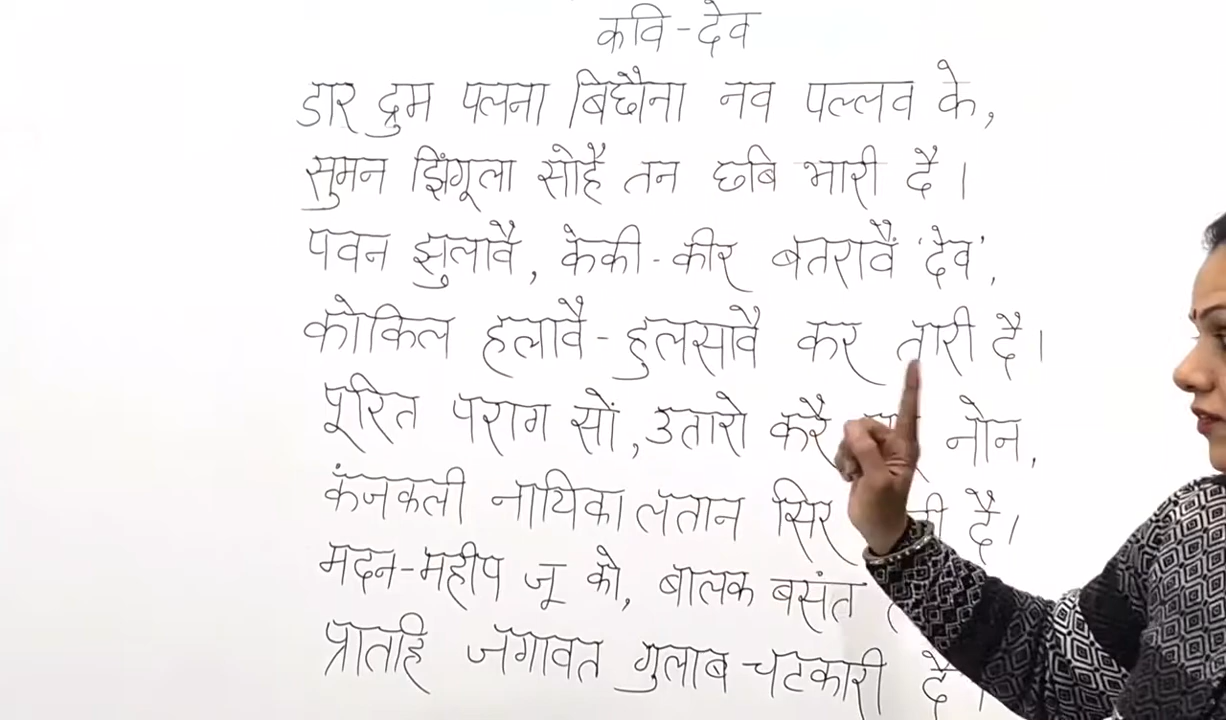 कवि - देव
डार द्रुम पलना बिछौना नव पल्लव के,
सुमन झिंगूला सोहै तन छबि भारी दै।
पवन झुलावै, केकी - कीर बतरावैं 'देव',
कोकिल हलावै - हुलसावै कर तारी दै।
पूरित पराग सों, उतारो करै नोन,
कंजकली नायिका लतान सिर दै।
मदन-महीप जू को, बालक बसंत
प्रातहि जगावत गुलाब चटकारी दै